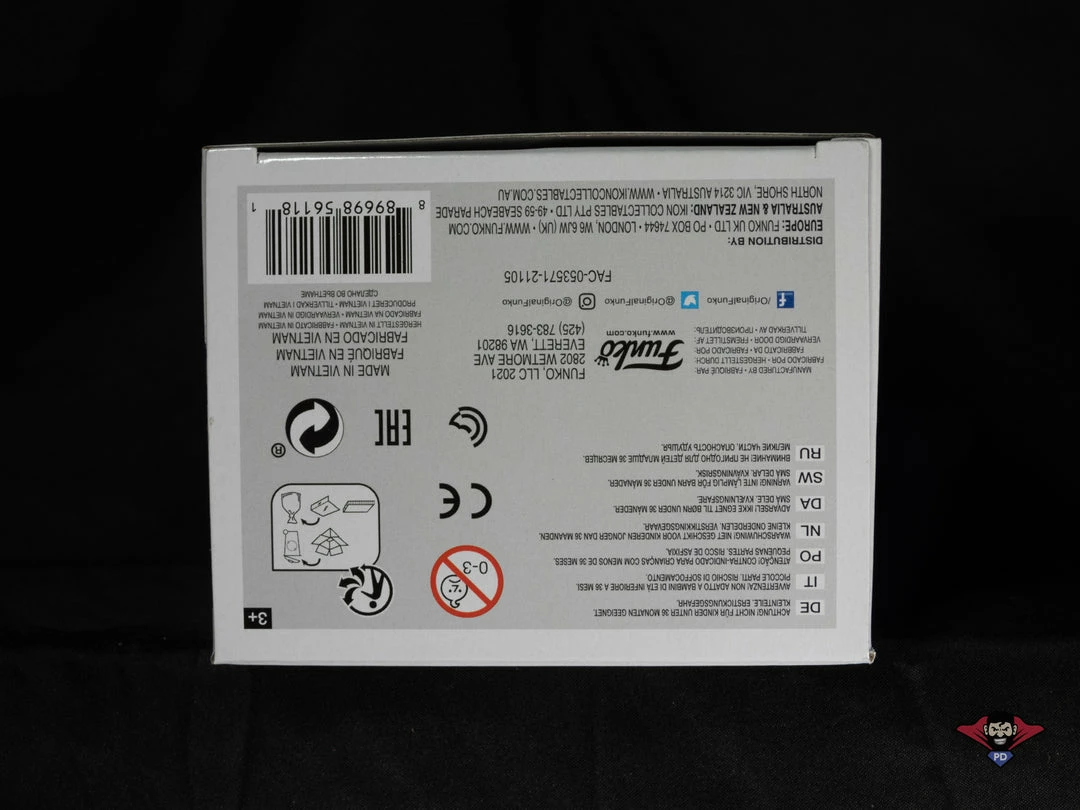 3+
DE ACHTUNG! FÜR NICHT KINDER UNTER 36 MONATEN GEEIGNET.
KLEINTEILE. ERSTICKUNGSGEFAHR.
IT AVVERTENZA! NON ADATTO A BAMBINI DI ETÀ INFERIORE A 36 MESI.
PICCOLE PARTI. RISCHI DI SOFFOCAMENTO.
PO ATENÇÃO! CONTRA-INDICADO PARA CRIANÇAS COM MENOS DE 36 MESES.
PEQUENAS PARTES. RISCO DE ASFIXIA.
NL WAARSCHUWING! NIET GESCHIKT VOOR KINDEREN JONGER DAN 36 MAANDEN.
KLEINE ONDERDELEN. VERSTIKKINGSGEVAAR.
DA ADVARSEL! IKKE EGNET TIL BØRN UNDER 36 MÅNEDER.
SMÅ DELE. KVÆLNINGSFARE.
SW VARNING! INTE LÄMPLIG FÖR BARN UNDER 36 MÅNADER.
SMÅ DELAR. KVÄVNINGSRISK.
RU ВНИМАНИЕ! НЕ ПРИГОДНО ДЛЯ ДЕТЕЙ МЛАДШЕ 36 МЕСЯЦЕВ.
МЕЛКИЕ ЧАСТИ. ОПАСНОСТЬ УДУШЬЯ.
0-3
CE
EAC
®
MANUFACTURED BY • FABRIQUÉ PAR:
FABRICADO POR • HERGESTELLT DURCH:
FABBRICATO DA • FABRICADO POR:
VERVAARDIGD DOOR • FREMSTILLET AF:
TILLVERKAD AV • ПРОИЗВОДИТЕЛЬ:
Funko
www.funko.com
FUNKO, LLC 2021
2802 WETMORE AVE
EVERETT, WA 98201
(425) 783-3616
MADE IN VIETNAM
FABRIQUÉ EN VIETNAM
FABRICADO EN VIETNAM
HERGESTELLT IN VIETNAM • FABBRICATO IN VIETNAM
FABRICADO NA VIETNAM • VERVAARDIGD IN VIETNAM
PRODUCERET I VIETNAM • TILLVERKAD I VIETNAM
СДЕЛАНО ВО ВЬЕТНАМЕ
/OriginalFunko @OriginalFunko @OriginalFunko
FAC-053571-21105
DISTRIBUTION BY:
EUROPE: FUNKO UK LTD • PO BOX 74644 • LONDON, W6 6JW (UK) • WWW.FUNKO.COM
AUSTRALIA & NEW ZEALAND: IKON COLLECTABLES PTY LTD • 49-59 SEABEACH PARADE
NORTH SHORE, VIC 3214 AUSTRALIA • WWW.IKONCOLLECTABLES.COM.AU
8 89698 56118 1
PD